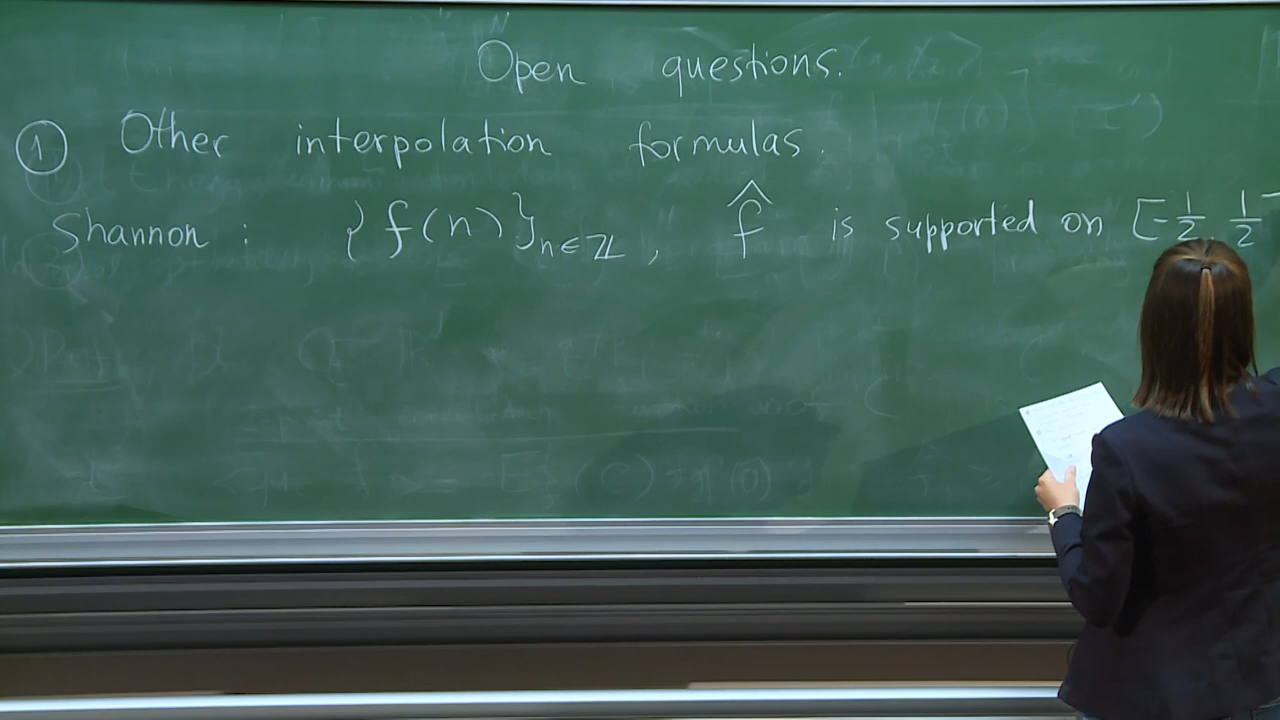 Open questions.
① Other interpolation formulas.
Shannon : {f(n)}_{n∈ℤ}, f̂ is supported on [-1/2, 1/2]